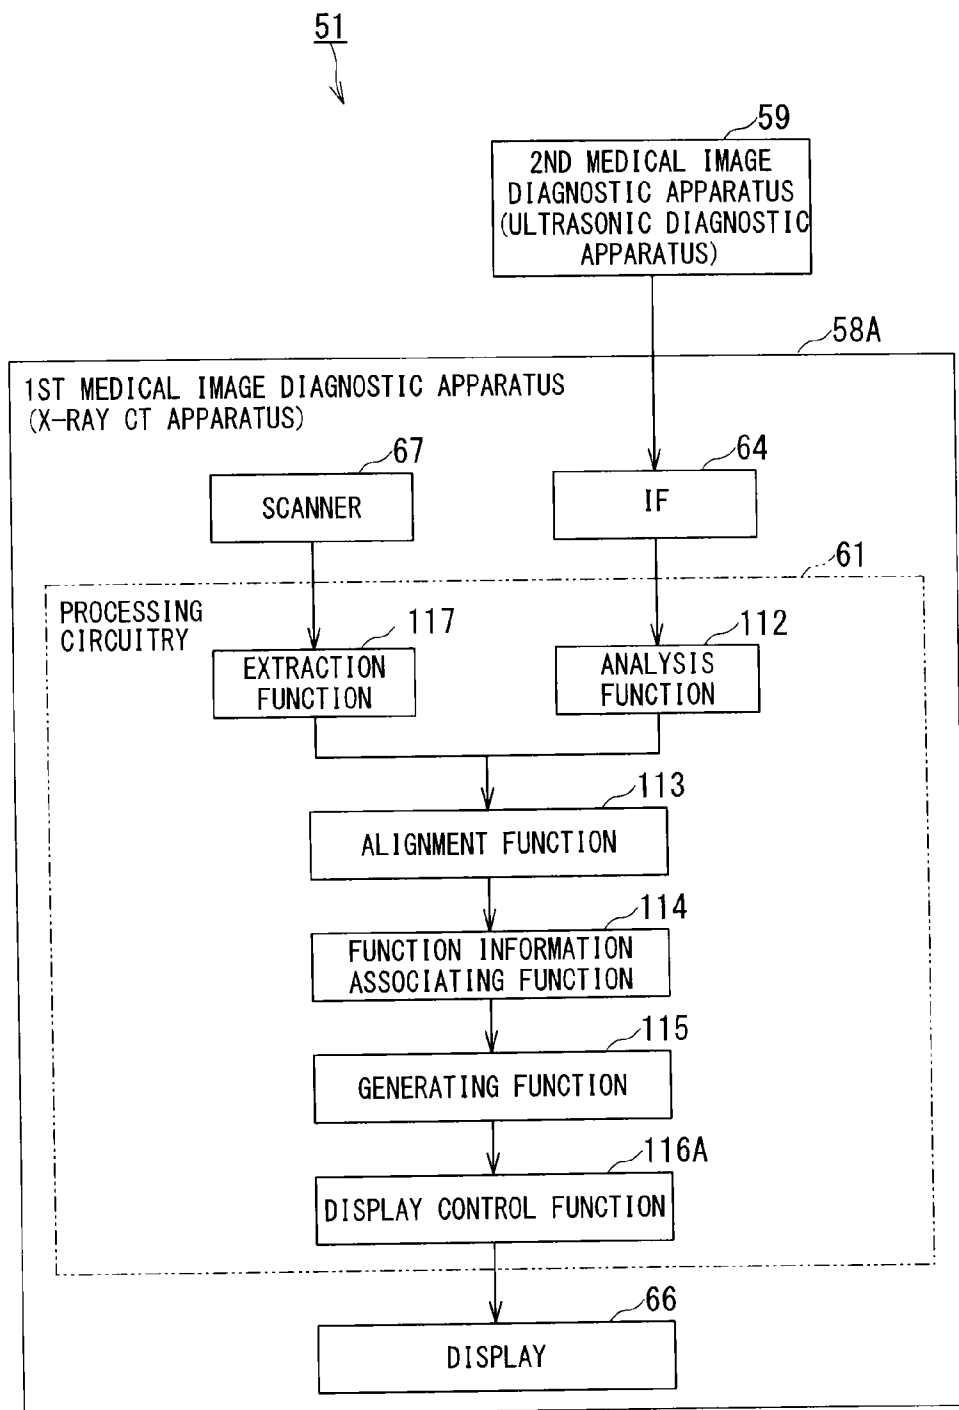 51
59
2ND MEDICAL IMAGE
DIAGNOSTIC APPARATUS
(ULTRASONIC DIAGNOSTIC
APPARATUS)
58A
1ST MEDICAL IMAGE DIAGNOSTIC APPARATUS
(X-RAY CT APPARATUS)
67
SCANNER
64
IF
61
PROCESSING
CIRCUITRY
117
EXTRACTION
FUNCTION
112
ANALYSIS
FUNCTION
113
ALIGNMENT FUNCTION
114
FUNCTION INFORMATION
ASSOCIATING FUNCTION
115
GENERATING FUNCTION
116A
DISPLAY CONTROL FUNCTION
66
DISPLAY